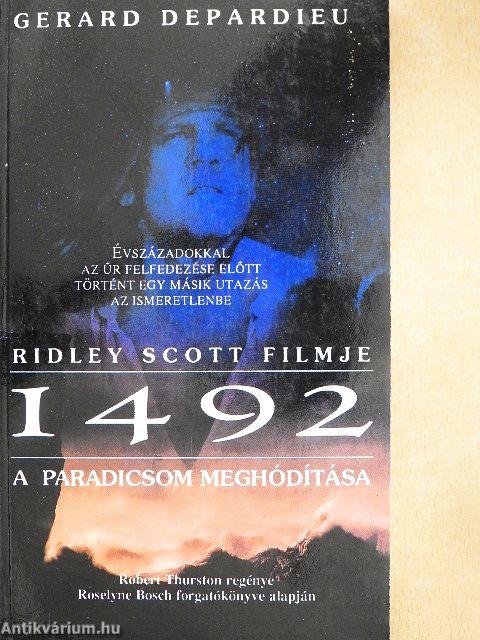 GERARD DEPARDIEU
ÉVSZÁZADOKKAL
AZ ŰR FELFEDEZÉSE ELŐTT
TÖRTÉNT EGY MÁSIK UTAZÁS
AZ ISMERETLENBE
RIDLEY SCOTT FILMJE
1492
A PARADICSOM MEGHÓDÍTÁSA
Robert Thurston regénye
Roselyne Bosch forgatókönyve alapján
Antikvárium.hu